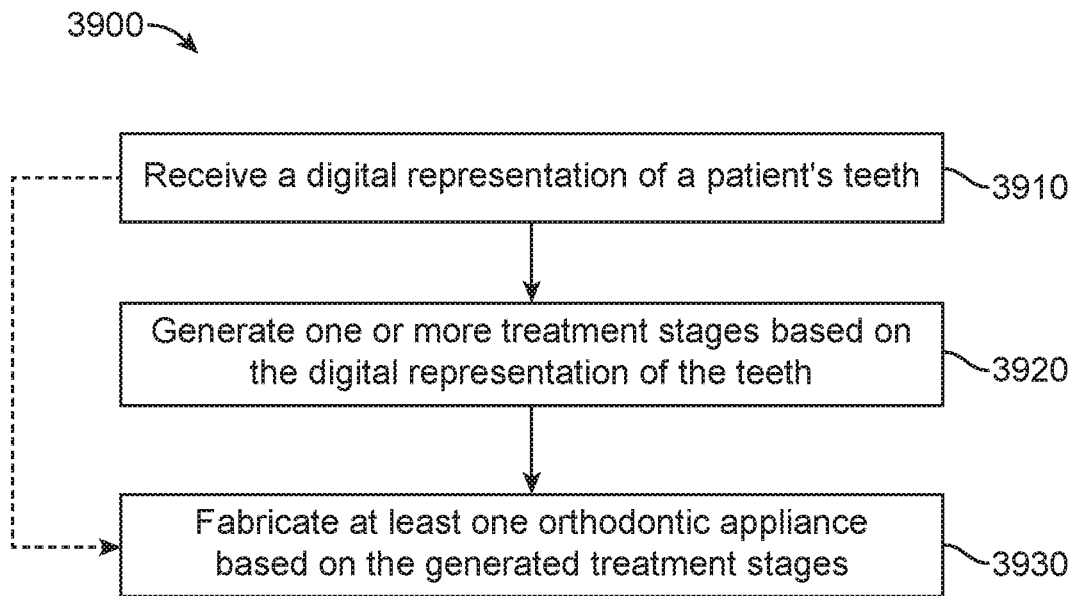 3900
Receive a digital representation of a patient's teeth
3910
Generate one or more treatment stages based on
the digital representation of the teeth
3920
Fabricate at least one orthodontic appliance
based on the generated treatment stages
3930